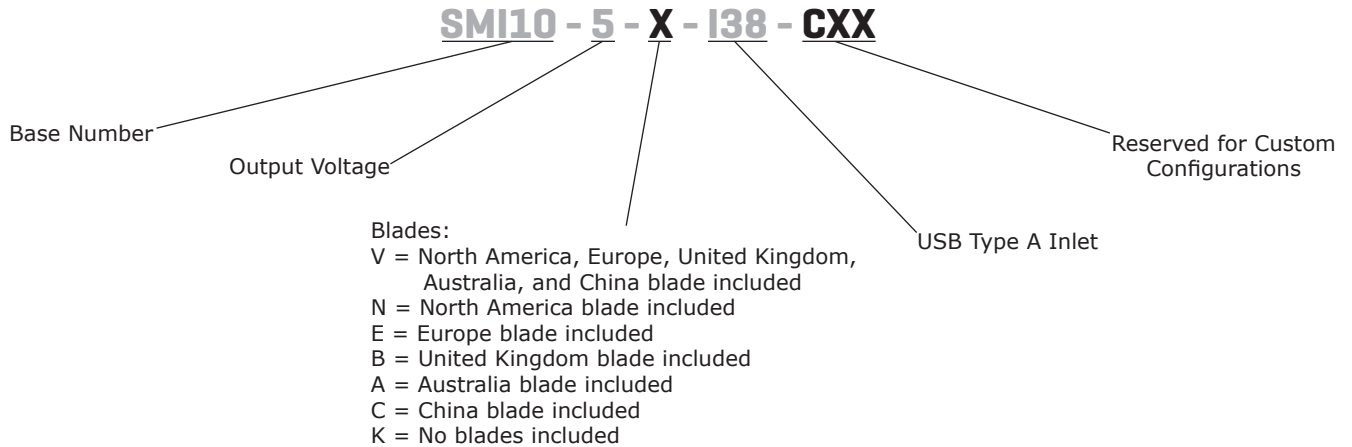 SMI10 - 5 - X - I38 - CXX
Base Number
Output Voltage
Reserved for Custom
Configurations
USB Type A Inlet
Blades:
V = North America, Europe, United Kingdom,
Australia, and China blade included
N = North America blade included
E = Europe blade included
B = United Kingdom blade included
A = Australia blade included
C = China blade included
K = No blades included